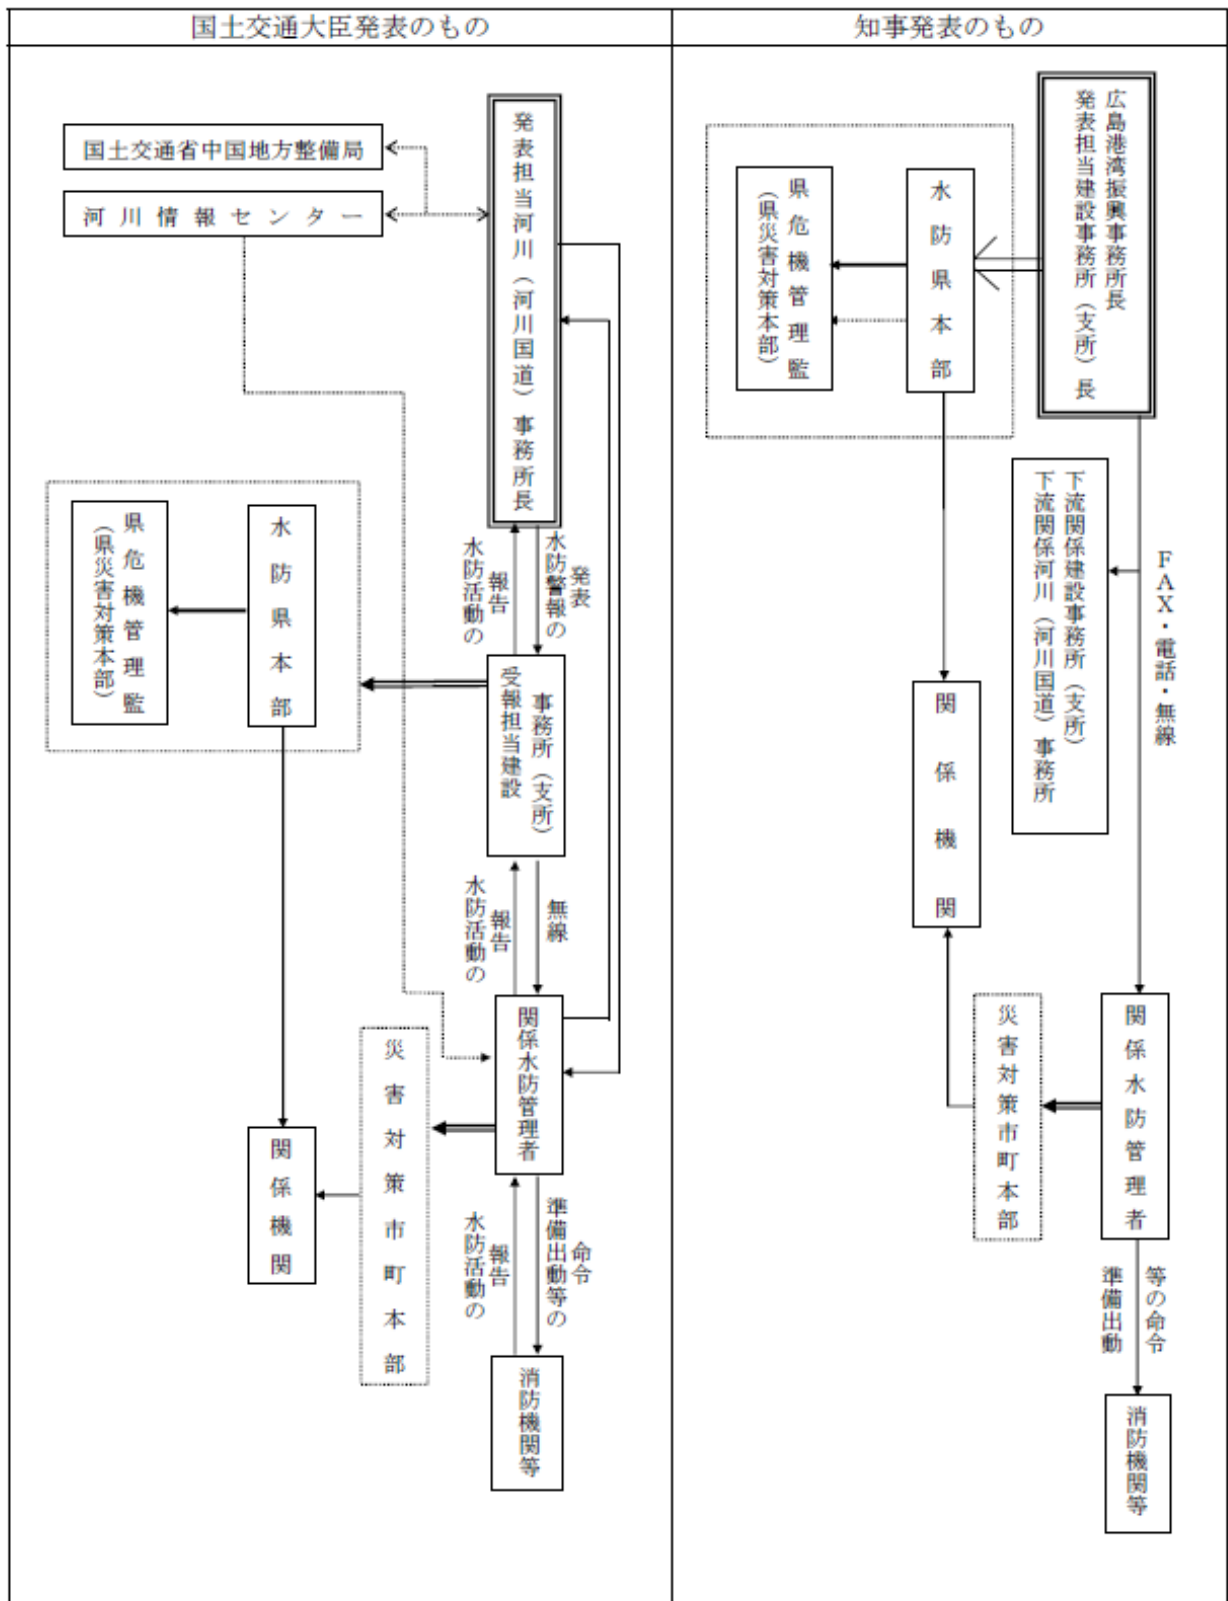 国土交通大臣発表のもの
国土交通省中国地方整備局
河川情報センター
発表担当河川（河川国道）事務所長
水防警報の
発表
水防活動の
報告
県危機管理監
（県災害対策本部）
水防県本部
受報担当建設
事務所（支所）
無線
水防活動の
報告
関係水防管理者
災害対策市町本部
関係機関
準備出動等の
命令
水防活動の
報告
消防機関等
知事発表のもの
広島港湾振興事務所長
発表担当建設事務所（支所）長
水防県本部
県危機管理監
（県災害対策本部）
下流関係建設事務所（支所）
下流関係河川（河川国道）事務所
FAX・電話・無線
関係機関
関係水防管理者
災害対策市町本部
準備出動
等の命令
消防機関等